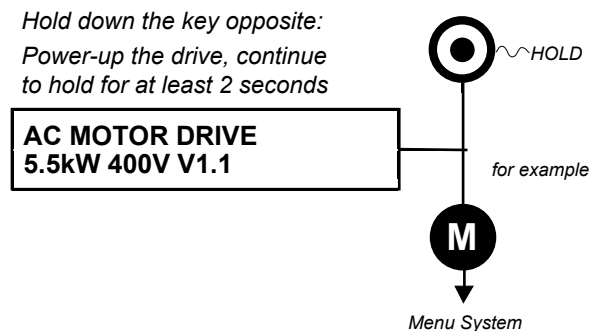 Hold down the key opposite:
Power-up the drive, continue
to hold for at least 2 seconds
HOLD
AC MOTOR DRIVE
5.5kW 400V V1.1
for example
M
Menu System